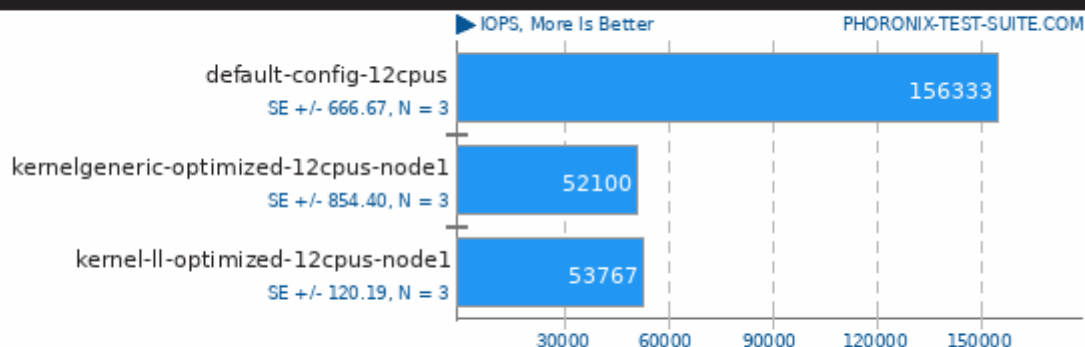 ▶ IOPS, More Is Better PHORONIX-TEST-SUITE.COM
default-config-12cpus
SE +/- 666.67, N = 3
156333
kernelgeneric-optimized-12cpus-node1
SE +/- 854.40, N = 3
52100
kernel-ll-optimized-12cpus-node1
SE +/- 120.19, N = 3
53767
30000 60000 90000 120000 150000